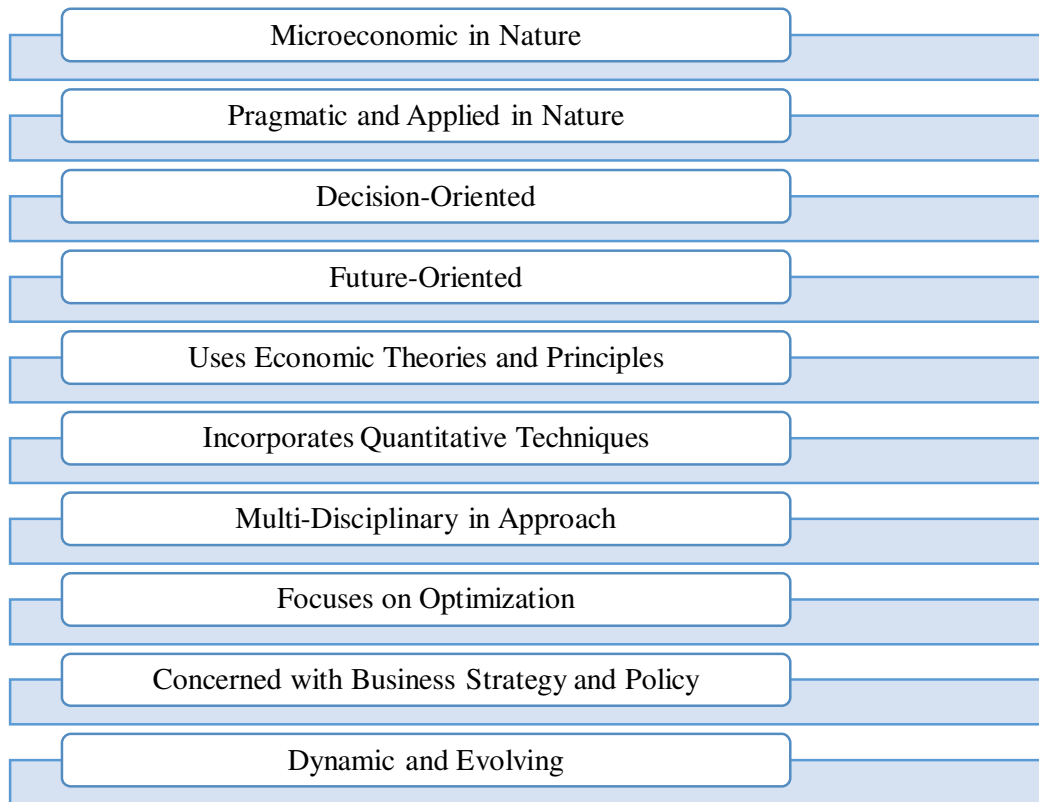 Microeconomic in Nature
Pragmatic and Applied in Nature
Decision-Oriented
Future-Oriented
Uses Economic Theories and Principles
Incorporates Quantitative Techniques
Multi-Disciplinary in Approach
Focuses on Optimization
Concerned with Business Strategy and Policy
Dynamic and Evolving